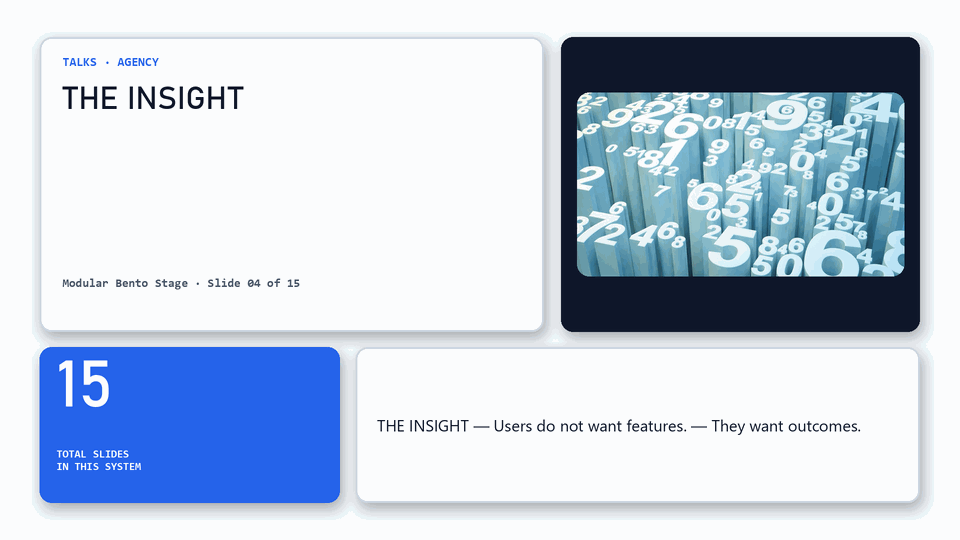 TALKS · AGENCY
THE INSIGHT
Modular Bento Stage · Slide 04 of 15
15
TOTAL SLIDES
IN THIS SYSTEM
THE INSIGHT — Users do not want features. — They want outcomes.